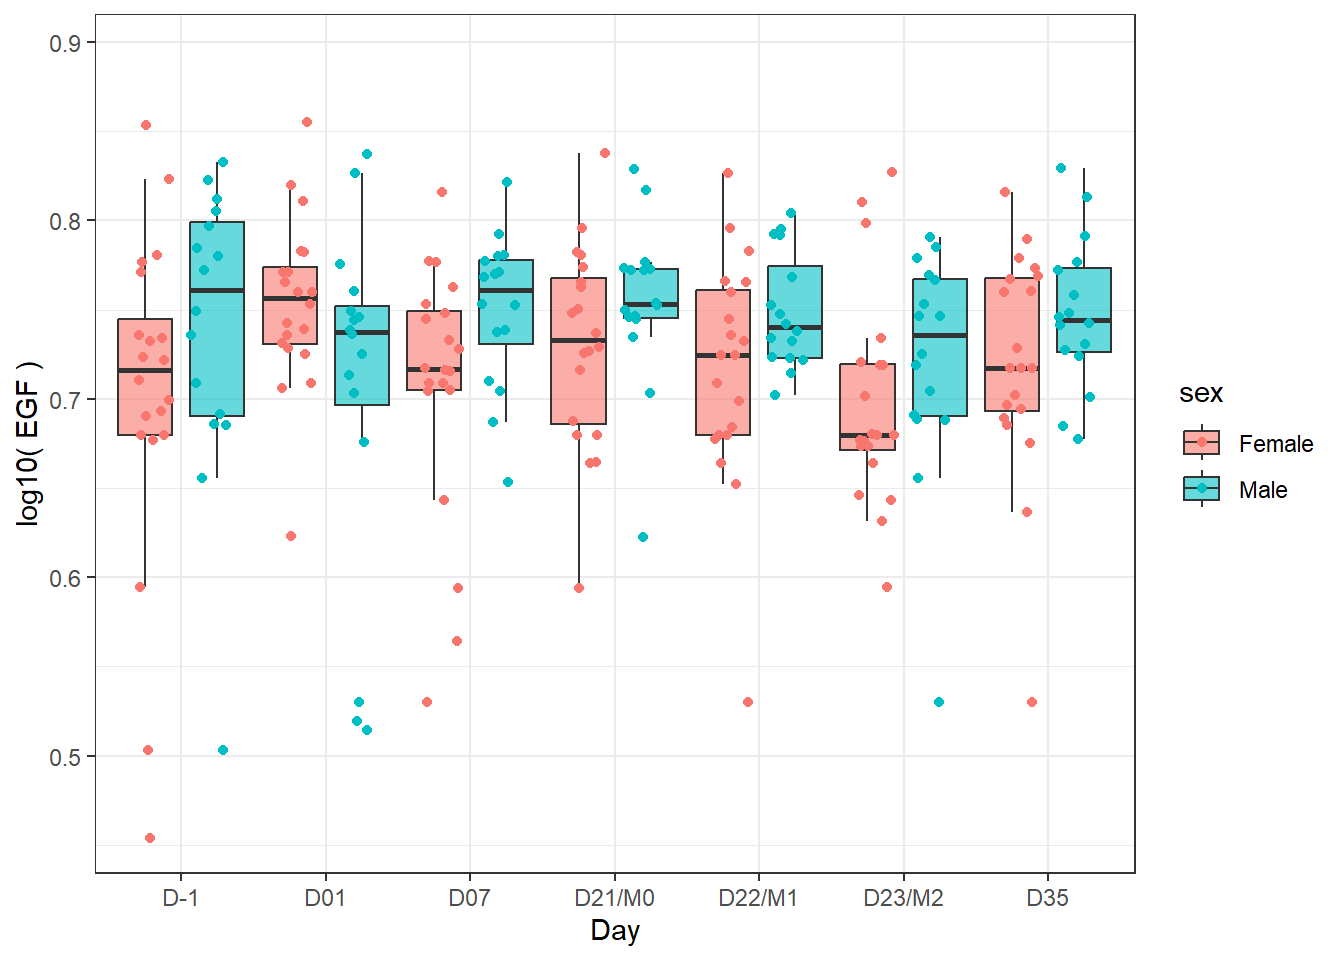 0.9
0.8
0.7
0.6
0.5
log10( EGF )
D-1
D01
D07
D21/M0
D22/M1
D23/M2
D35
Day
sex
Female
Male